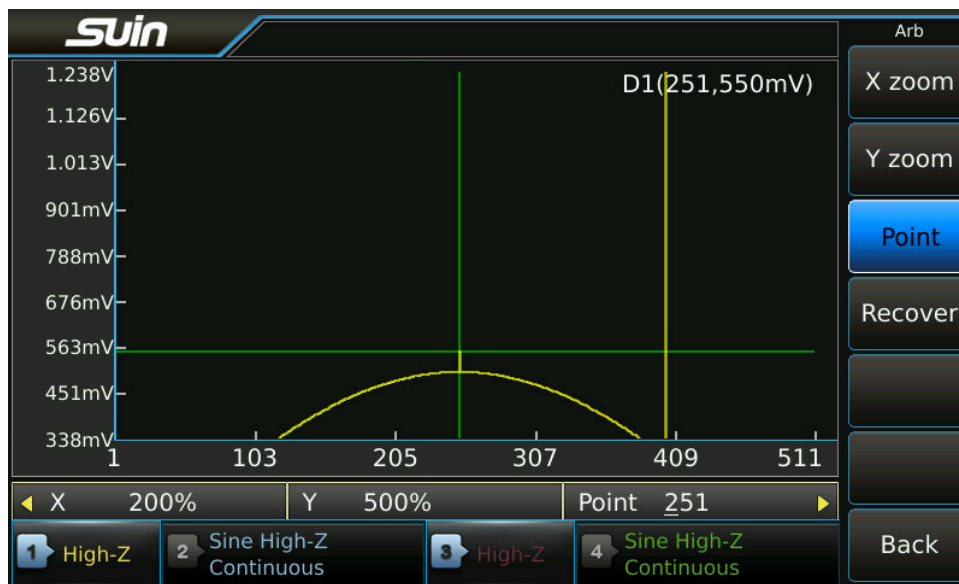 SUIN
Arb
1.238V
D1(251,550mV)
X zoom
1.126V
1.013V
Y zoom
901mV
Point
788mV
676mV
Recover
563mV
451mV
338mV
1 103 205 307 409 511
X 200% Y 500% Point 251
1 High-Z 2 Sine High-Z Continuous 3 High-Z 4 Sine High-Z Continuous
Back